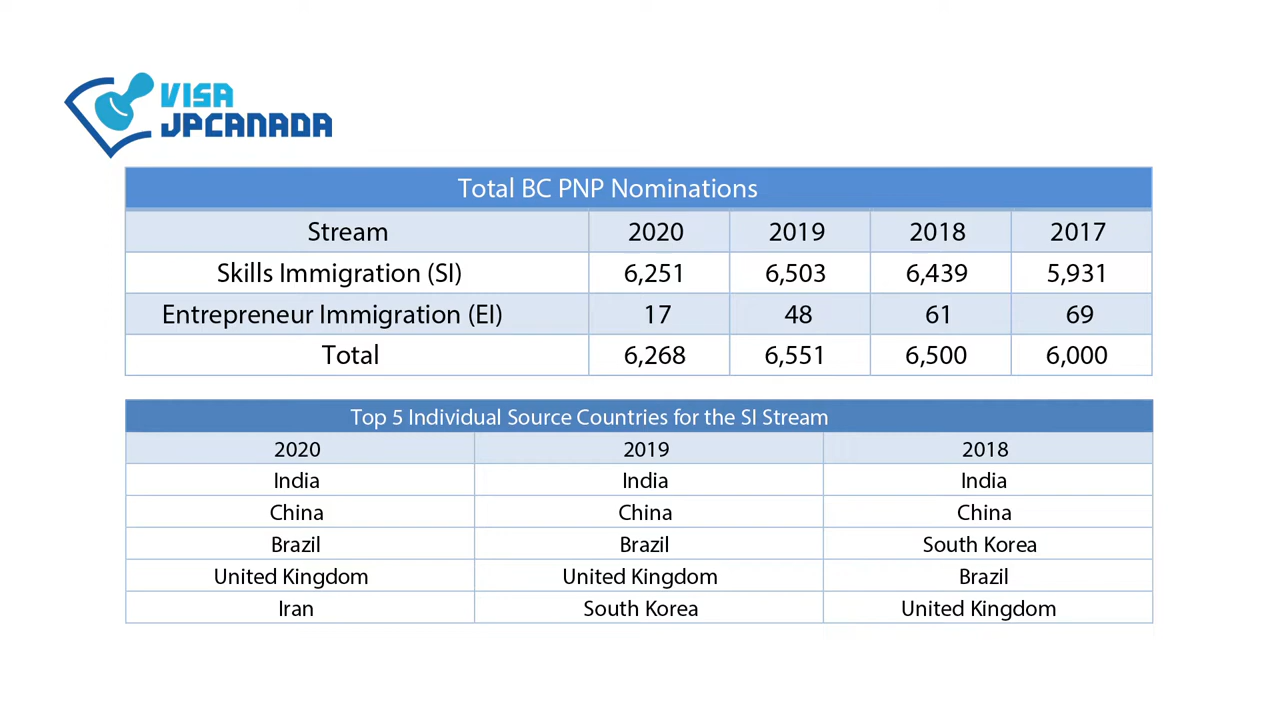 VISA
JPCANADA
Total BC PNP Nominations
Stream 2020 2019 2018 2017
Skills Immigration (SI) 6,251 6,503 6,439 5,931
Entrepreneur Immigration (EI) 17 48 61 69
Total 6,268 6,551 6,500 6,000
Top 5 Individual Source Countries for the SI Stream
2020 2019 2018
India India India
China China China
Brazil Brazil South Korea
United Kingdom United Kingdom Brazil
Iran South Korea United Kingdom